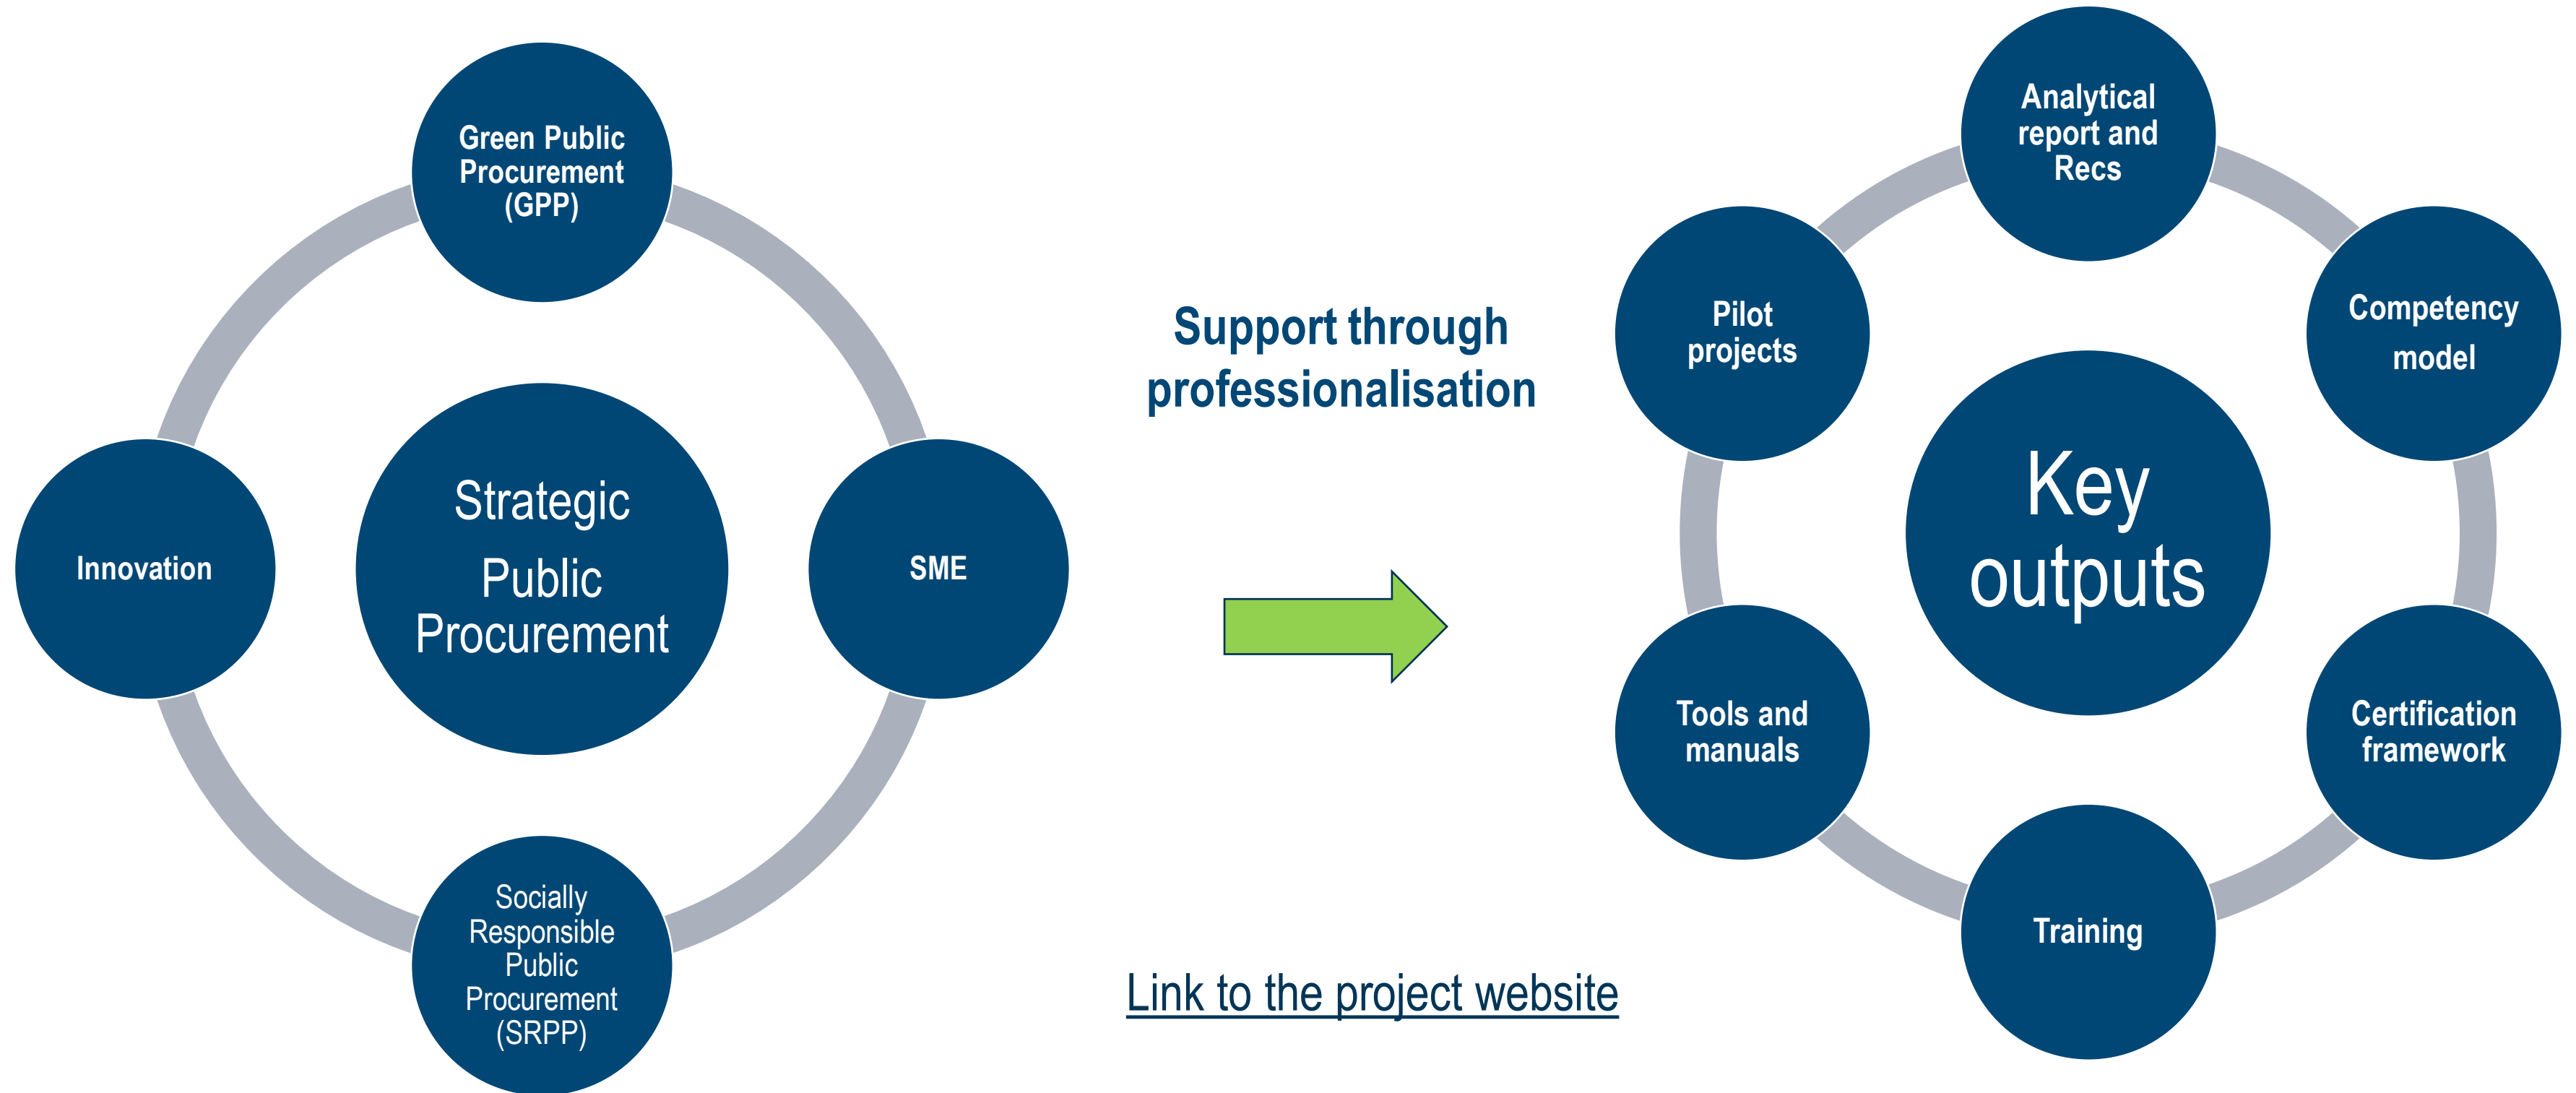 Green Public
Procurement
(GPP)
Innovation
Strategic
Public
Procurement
SME
Socially
Responsible
Public
Procurement
(SRPP)
Support through
professionalisation
Link to the project website
Analytical
report and
Recs
Pilot
projects
Competency
model
Key
outputs
Tools and
manuals
Certification
framework
Training